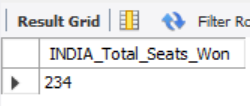 Result Grid Filter Ro
INDIA_Total_Seats_Won
234